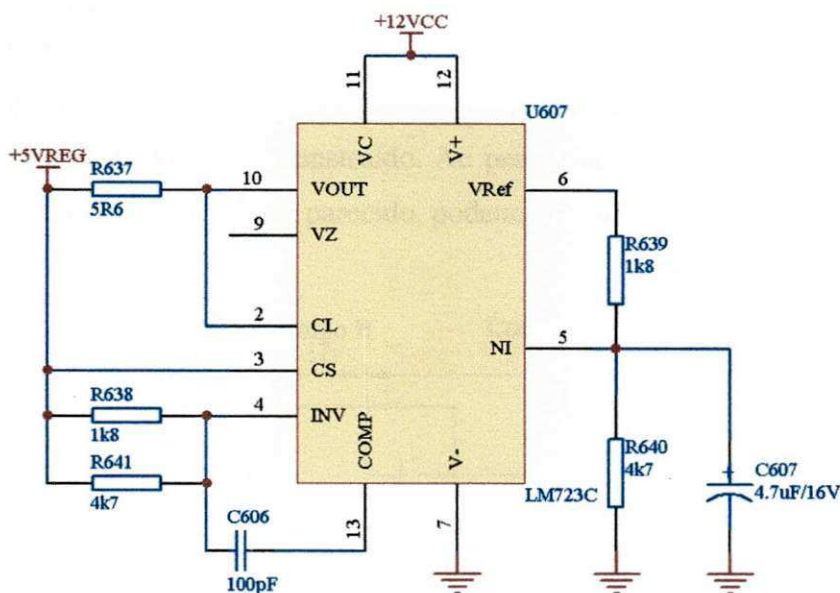 +12VCC
11
12
U607
+5VREG
VC
V+
R637
10
VOUT
VRef
6
5R6
9
VZ
R639
1k8
2
CL
NI
5
3
CS
R638
4
INV
1k8
COMP
V-
R640
4k7
R641
4k7
LM723C
C607
4.7uF/16V
C606
13
7
100pF